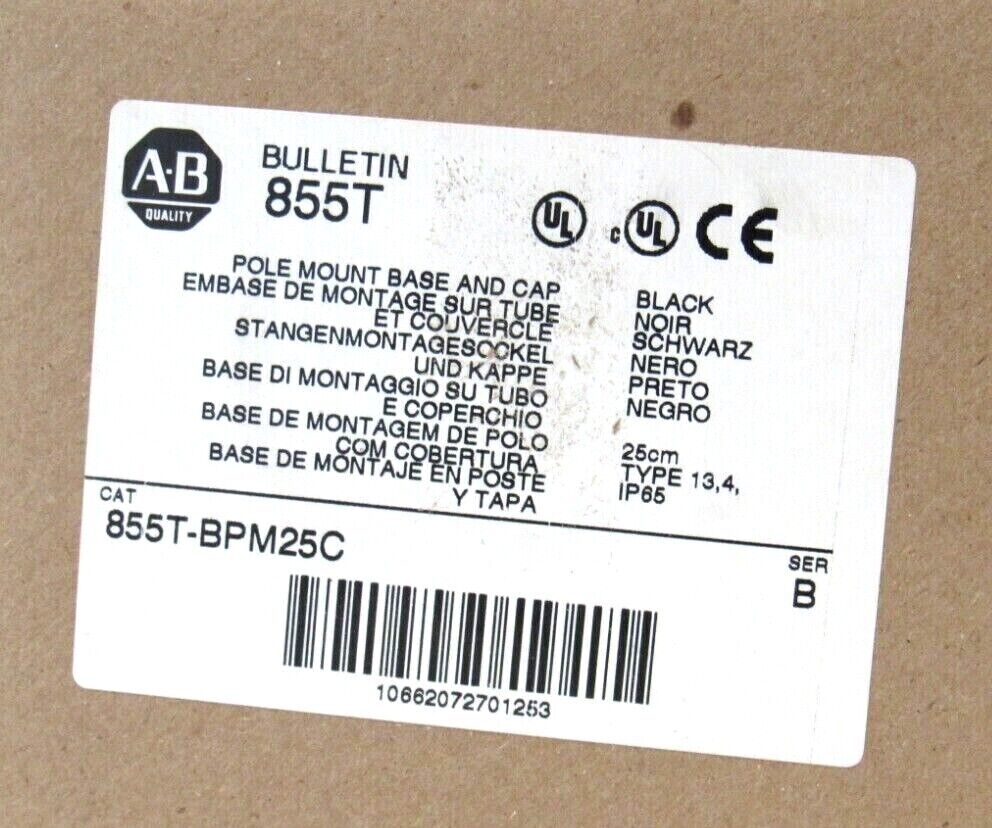 A-B
QUALITY
BULLETIN
855T
UL
c UL CE
POLE MOUNT BASE AND CAP
EMBASE DE MONTAGE SUR TUBE
ET COUVERCLE
STANGENMONTAGESOCKEL
UND KAPPE
BASE DI MONTAGGIO SU TUBO
E COPERCHIO
BASE DE MONTAGEM DE POLO
COM COBERTURA
BASE DE MONTAJE EN POSTE
Y TAPA
BLACK
NOIR
SCHWARZ
NERO
PRETO
NEGRO
25cm
TYPE 13,4,
IP65
CAT
855T-BPM25C
SER
B
10662072701253